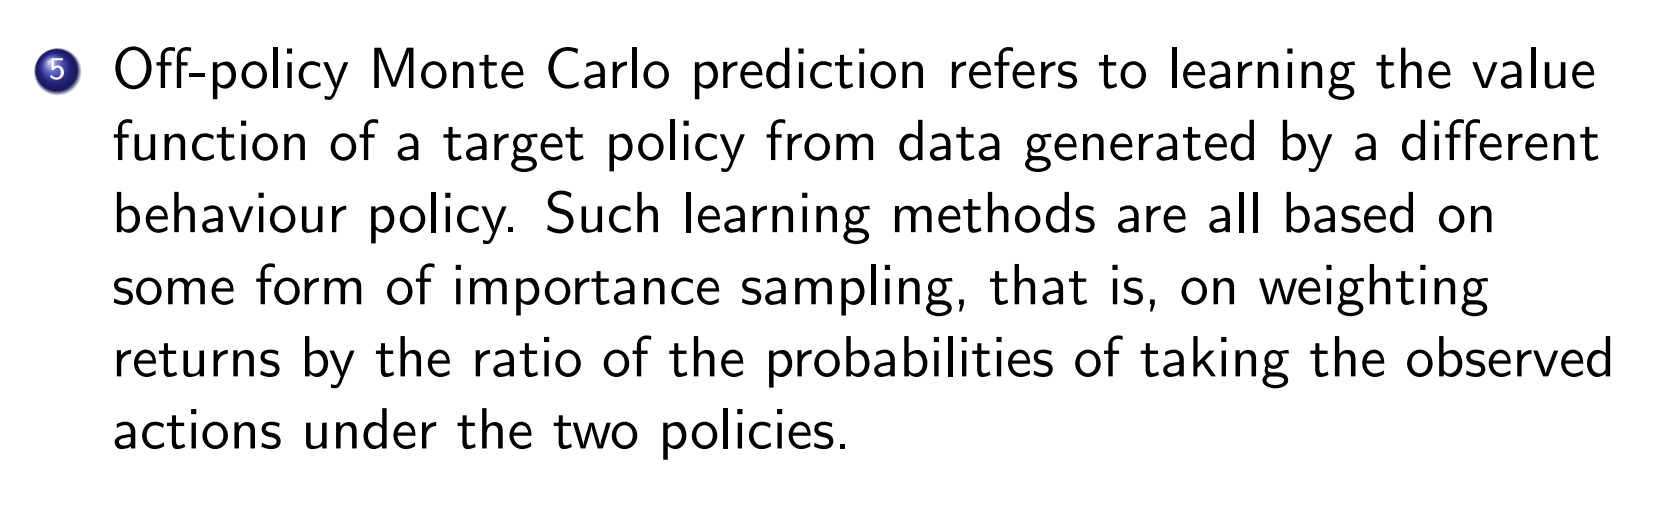 5 Off-policy Monte Carlo prediction refers to learning the value
function of a target policy from data generated by a different
behaviour policy. Such learning methods are all based on
some form of importance sampling, that is, on weighting
returns by the ratio of the probabilities of taking the observed
actions under the two policies.